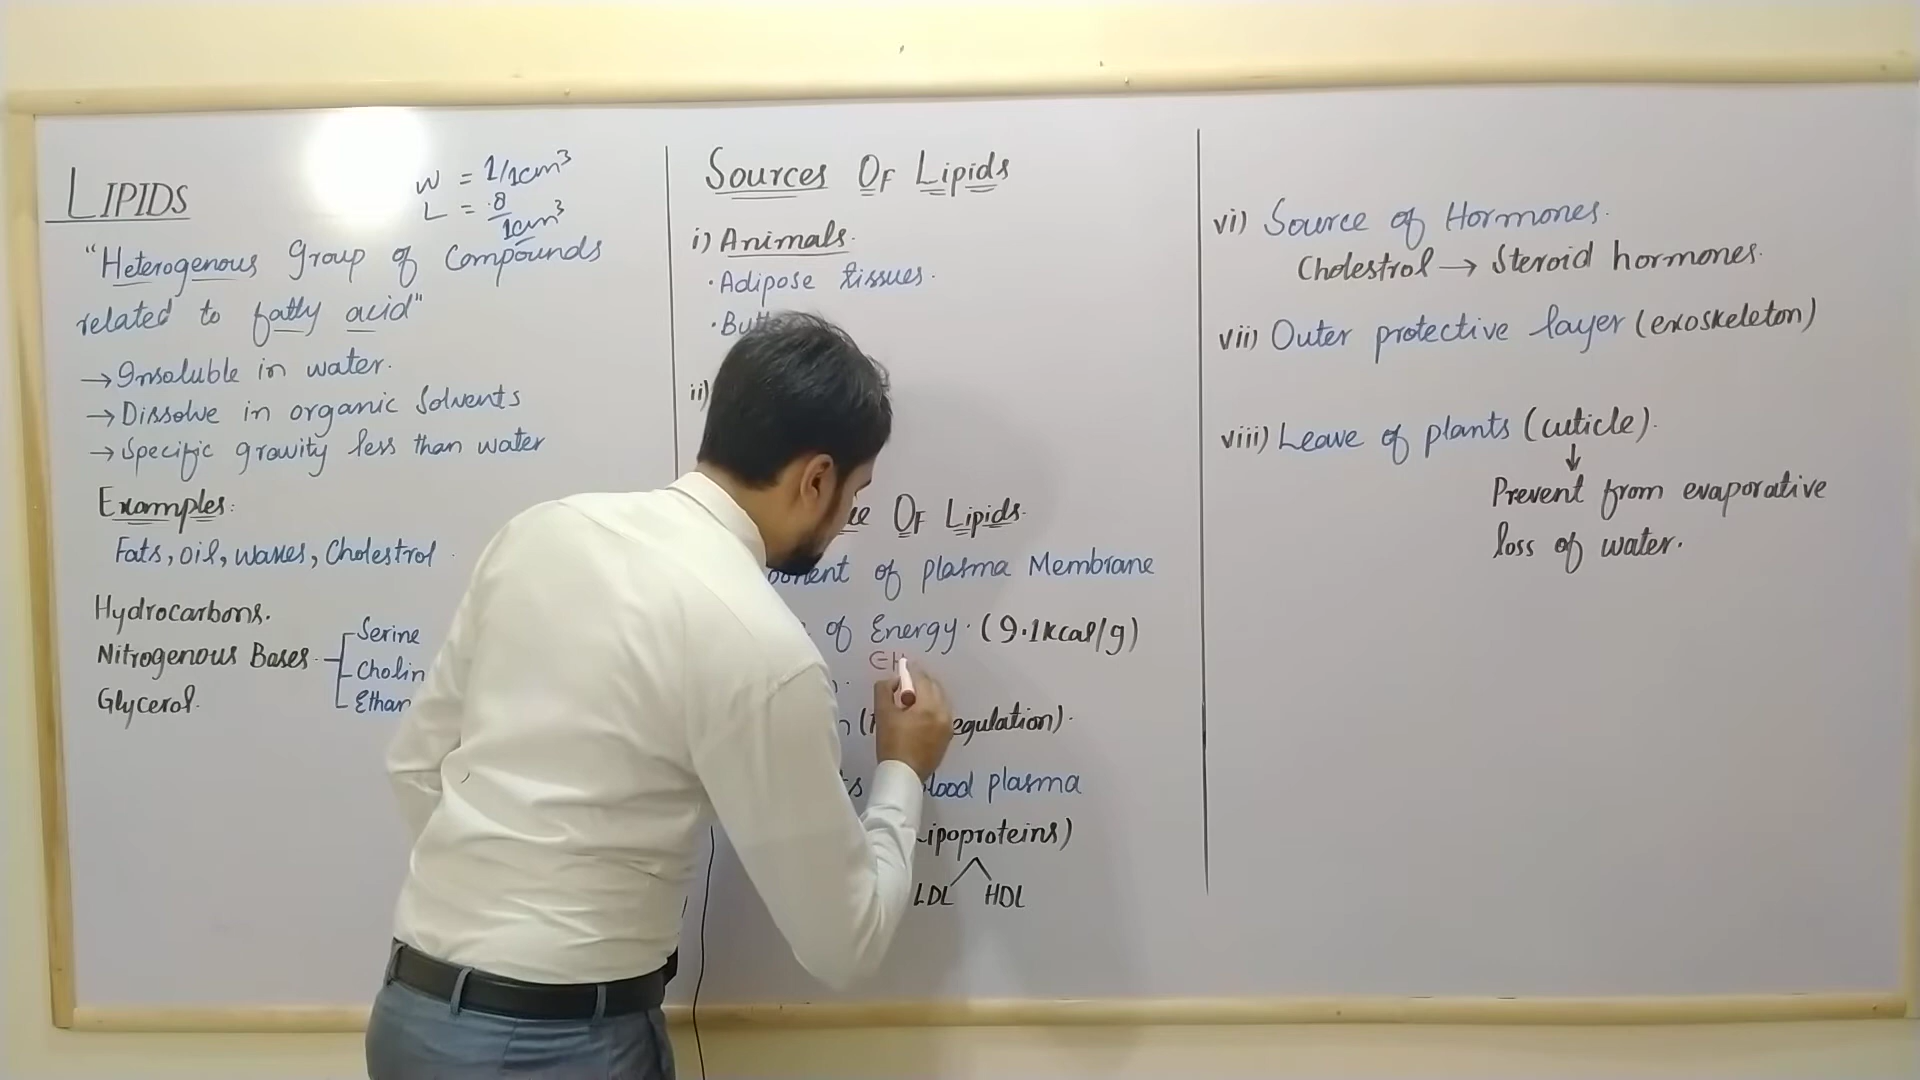 LIPIDS
W = 1/1cm³
L = .8/1cm³
"Heterogenous Group of Compounds
related to fatty acid"
→ Insoluble in water.
→ Dissolve in organic Solvents
→ Specific gravity less than water
Examples:
Fats, oil, waxes, Cholestrol
Hydrocarbons.
Nitrogenous Bases
Serine
Cholin
Ethan
Glycerol.
Sources OF Lipids
i) Animals.
· Adipose tissues.
ii)
OF Lipids.
of plasma Membrane
of Energy. (9.1kcal/g)
egulation).
plasma
ipoproteins)
LDL HDL
vi) Source of Hormones.
Cholestrol → Steroid hormones.
vii) Outer protective layer (exoskeleton)
viii) Leave of plants (cuticle).
↓
Prevent from evaporative
loss of water.